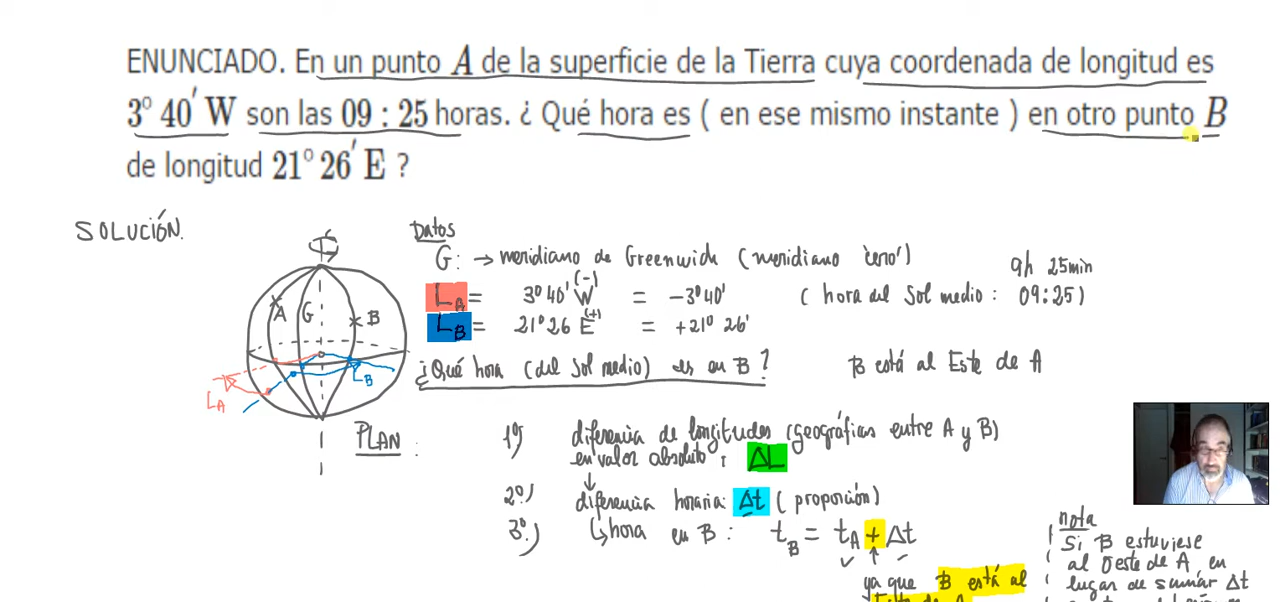 ENUNCIADO. En un punto A de la superficie de la Tierra cuya coordenada de longitud es
3° 40' W son las 09 : 25 horas. ¿ Qué hora es ( en ese mismo instante ) en otro punto B
de longitud 21° 26' E ?
SOLUCIÓN.
Datos
G: → meridiano de Greenwich (meridiano 'cero')
9h 25min
L_A = 3° 40' W (-) = -3° 40' ( hora del Sol medio : 09:25)
L_B = 21° 26 E (+) = +21° 26'
¿Qué hora (del Sol medio) es en B ?
B está al Este de A
A G B
L_A L_B
PLAN :
1º) diferencia de longitudes (geográficas entre A y B)
en valor absoluto : ΔL
↓
2º) diferencia horaria Δt ( proporción )
3º) ↳ hora en B : t_B = t_A + Δt
↑
ya que B está al
Este de A
nota
Si B estuviese
al Oeste de A, en
lugar de sumar Δt